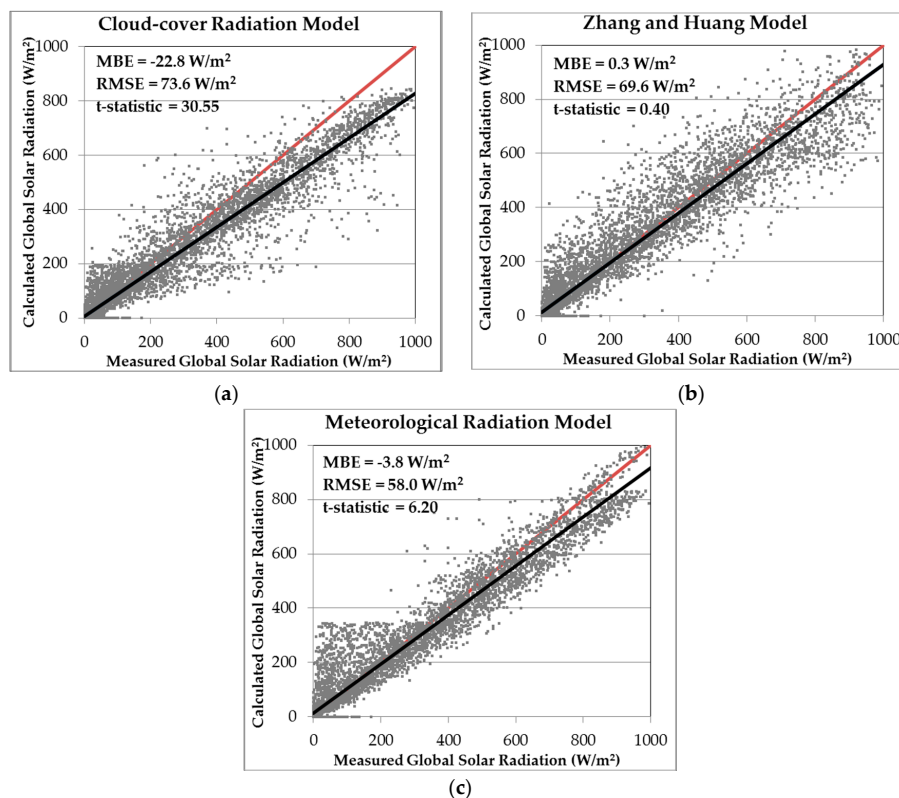 Cloud-cover Radiation Model
Calculated Global Solar Radiation (W/m²)
1000
800
600
400
200
0
MBE = -22.8 W/m²
RMSE = 73.6 W/m²
t-statistic = 30.55
0 200 400 600 800 1000
Measured Global Solar Radiation (W/m²)
(a)
Zhang and Huang Model
Calculated Global Solar Radiation (W/m²)
1000
800
600
400
200
0
MBE = 0.3 W/m²
RMSE = 69.6 W/m²
t-statistic = 0.40
0 200 400 600 800 1000
Measured Global Solar Radiation (W/m²)
(b)
Meteorological Radiation Model
Calculated Global Solar Radiation (W/m²)
1000
800
600
400
200
0
MBE = -3.8 W/m²
RMSE = 58.0 W/m²
t-statistic = 6.20
0 200 400 600 800 1000
Measured Global Solar Radiation (W/m²)
(c)